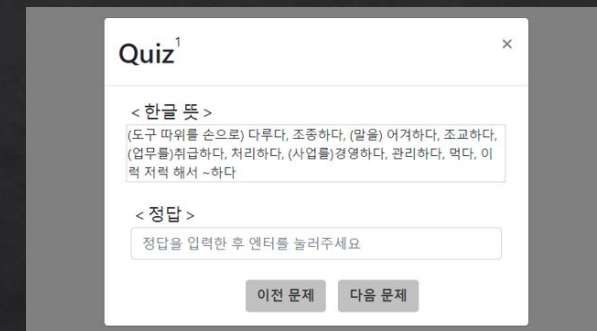 Quiz1
×
< 한글 뜻 >
(도구 따위를 손으로) 다루다, 조종하다, (말을) 어겨하다, 조교하다,
(업무를)취급하다, 처리하다, (사업를)경영하다, 관리하다, 먹다, 이
럭 저럭 해서 ~하다
< 정답 >
정답을 입력한 후 엔터를 눌러주세요
이전 문제 다음 문제